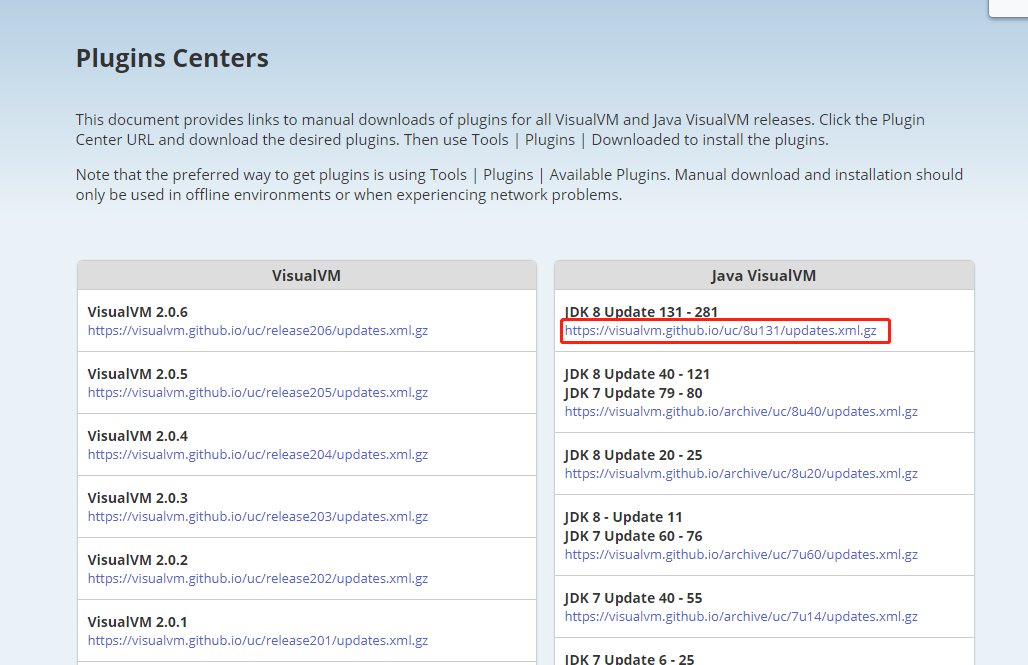 Plugins Centers
This document provides links to manual downloads of plugins for all VisualVM and Java VisualVM releases. Click the Plugin
Center URL and download the desired plugins. Then use Tools | Plugins | Downloaded to install the plugins.
Note that the preferred way to get plugins is using Tools | Plugins | Available Plugins. Manual download and installation should
only be used in offline environments or when experiencing network problems.
VisualVM
VisualVM 2.0.6
https://visualvm.github.io/uc/release206/updates.xml.gz
VisualVM 2.0.5
https://visualvm.github.io/uc/release205/updates.xml.gz
VisualVM 2.0.4
https://visualvm.github.io/uc/release204/updates.xml.gz
VisualVM 2.0.3
https://visualvm.github.io/uc/release203/updates.xml.gz
VisualVM 2.0.2
https://visualvm.github.io/uc/release202/updates.xml.gz
VisualVM 2.0.1
https://visualvm.github.io/uc/release201/updates.xml.gz
Java VisualVM
JDK 8 Update 131 - 281
https://visualvm.github.io/uc/8u131/updates.xml.gz
JDK 8 Update 40 - 121
JDK 7 Update 79 - 80
https://visualvm.github.io/archive/uc/8u40/updates.xml.gz
JDK 8 Update 20 - 25
https://visualvm.github.io/archive/uc/8u20/updates.xml.gz
JDK 8 - Update 11
JDK 7 Update 60 - 76
https://visualvm.github.io/archive/uc/7u60/updates.xml.gz
JDK 7 Update 40 - 55
https://visualvm.github.io/archive/uc/7u14/updates.xml.gz
JDK 7 Update 6 - 25